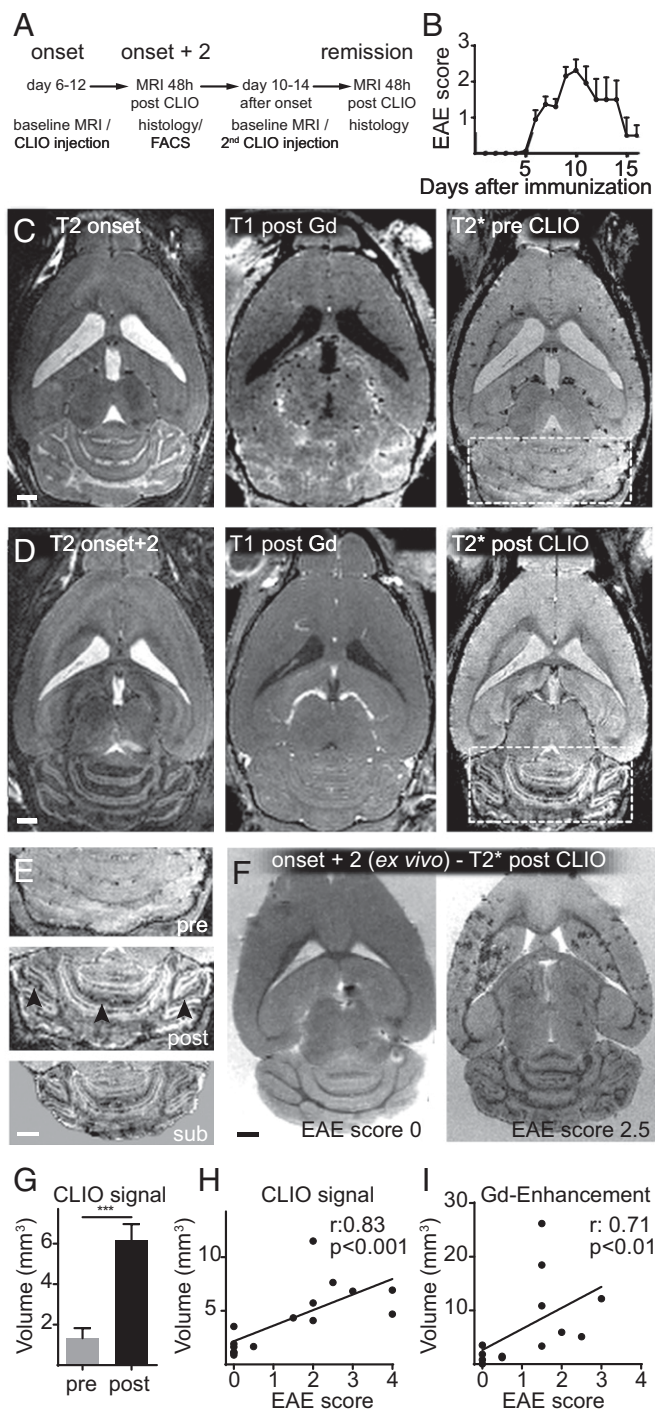 A
onset onset + 2 remission
day 6-12 MRI 48h day 10-14 MRI 48h
post CLIO after onset post CLIO
baseline MRI / histology/ baseline MRI / histology
CLIO injection FACS 2nd CLIO injection
B
EAE score
3
2
1
5 10 15
Days after immunization
C T2 onset T1 post Gd T2* pre CLIO
D T2 onset+2 T1 post Gd T2* post CLIO
E
pre
post
sub
F onset + 2 (ex vivo) - T2* post CLIO
EAE score 0 EAE score 2.5
G CLIO signal
***
Volume (mm³)
6
4
2
pre post
H CLIO signal
r:0.83
p<0.001
Volume (mm³)
10
5
0 1 2 3 4
EAE score
I Gd-Enhancement
r: 0.71
p<0.01
Volume (mm³)
30
20
10
0 1 2 3 4
EAE score